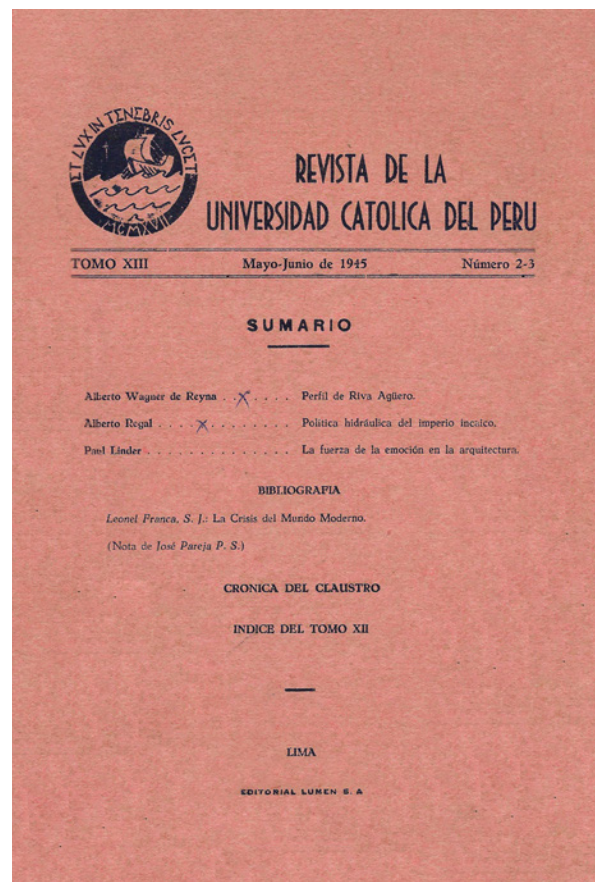 ET LVX IN TENEBRIS LVCET
MCMXVII
REVISTA DE LA
UNIVERSIDAD CATOLICA DEL PERU
TOMO XIII Mayo-Junio de 1945 Número 2-3
SUMARIO
Alberto Wagner de Reyna . . . . . . Perfil de Riva Agüero.
Alberto Regal . . . . . . . . . . . . Política hidráulica del imperio incaico.
Paul Linder . . . . . . . . . . . . . La fuerza de la emoción en la arquitectura.
BIBLIOGRAFIA
Leonel Franca, S. J.: La Crisis del Mundo Moderno.
(Nota de José Pareja P. S.)
CRONICA DEL CLAUSTRO
INDICE DEL TOMO XII
LIMA
EDITORIAL LUMEN S. A